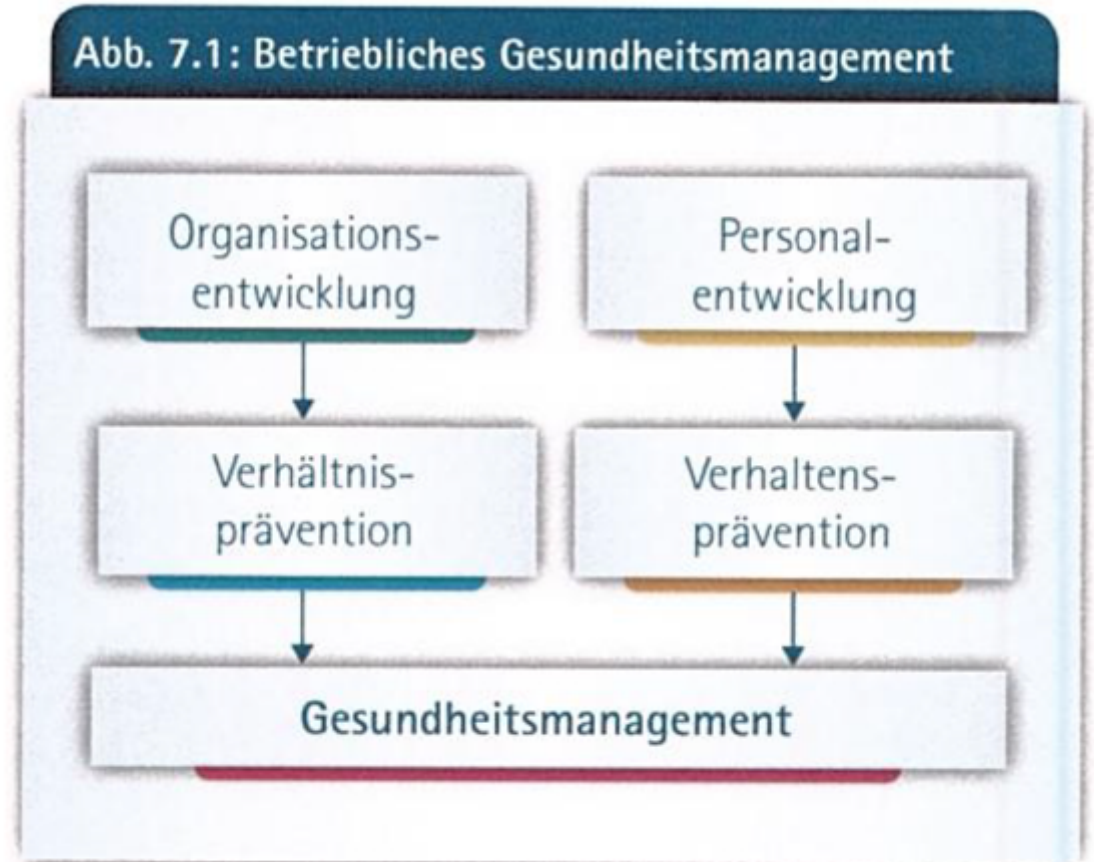 Abb. 7.1: Betriebliches Gesundheitsmanagement
Organisations-
entwicklung
Personal-
entwicklung
Verhältnis-
prävention
Verhaltens-
prävention
Gesundheitsmanagement